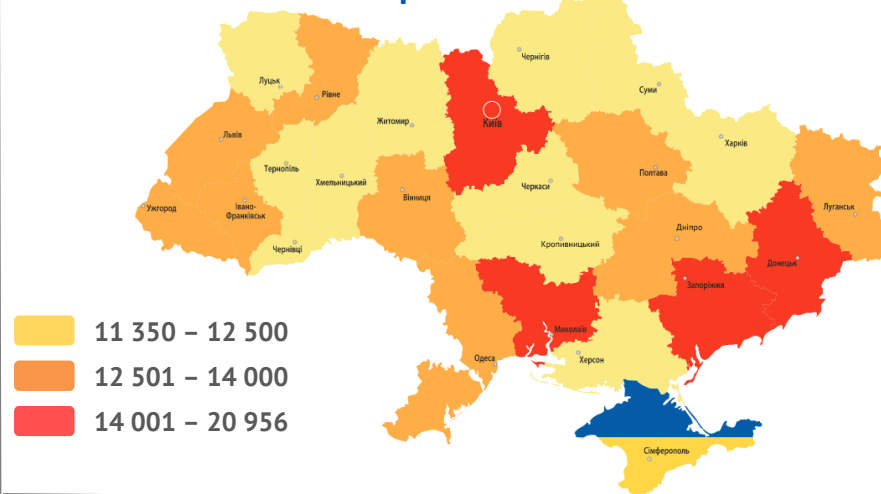 Чернігів
Луцьк
Рівне
Суми
Київ
Житомир
Львів
Харків
Тернопіль
Полтава
Хмельницький
Черкаси
Вінниця
Ужгород
Івано-
Франківськ
Луганськ
Дніпро
Чернівці
Кропивницький
Донецьк
Запоріжжя
11 350 – 12 500
Миколаїв
Одеса
Херсон
12 501 – 14 000
14 001 – 20 956
Сімферополь